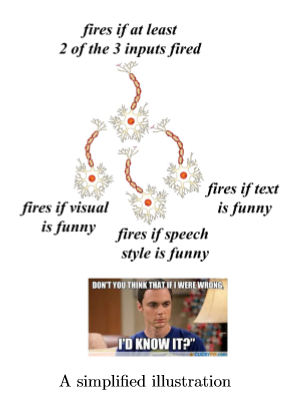 fires if at least
2 of the 3 inputs fired
fires if visual
is funny
fires if speech
style is funny
fires if text
is funny
DON'T YOU THINK THAT IF I WERE WRONG,
I'D KNOW IT?"
A simplified illustration